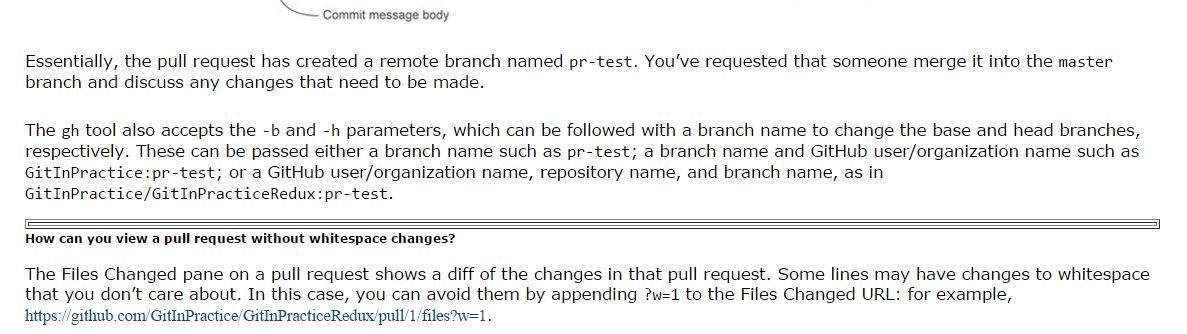 Commit message body
Essentially, the pull request has created a remote branch named pr-test. You’ve requested that someone merge it into the master
branch and discuss any changes that need to be made.
The gh tool also accepts the -b and -h parameters, which can be followed with a branch name to change the base and head branches,
respectively. These can be passed either a branch name such as pr-test; a branch name and GitHub user/organization name such as
GitInPractice:pr-test; or a GitHub user/organization name, repository name, and branch name, as in
GitInPractice/GitInPracticeRedux:pr-test.
How can you view a pull request without whitespace changes?
The Files Changed pane on a pull request shows a diff of the changes in that pull request. Some lines may have changes to whitespace
that you don’t care about. In this case, you can avoid them by appending ?w=1 to the Files Changed URL: for example,
https://github.com/GitInPractice/GitInPracticeRedux/pull/1/files?w=1.